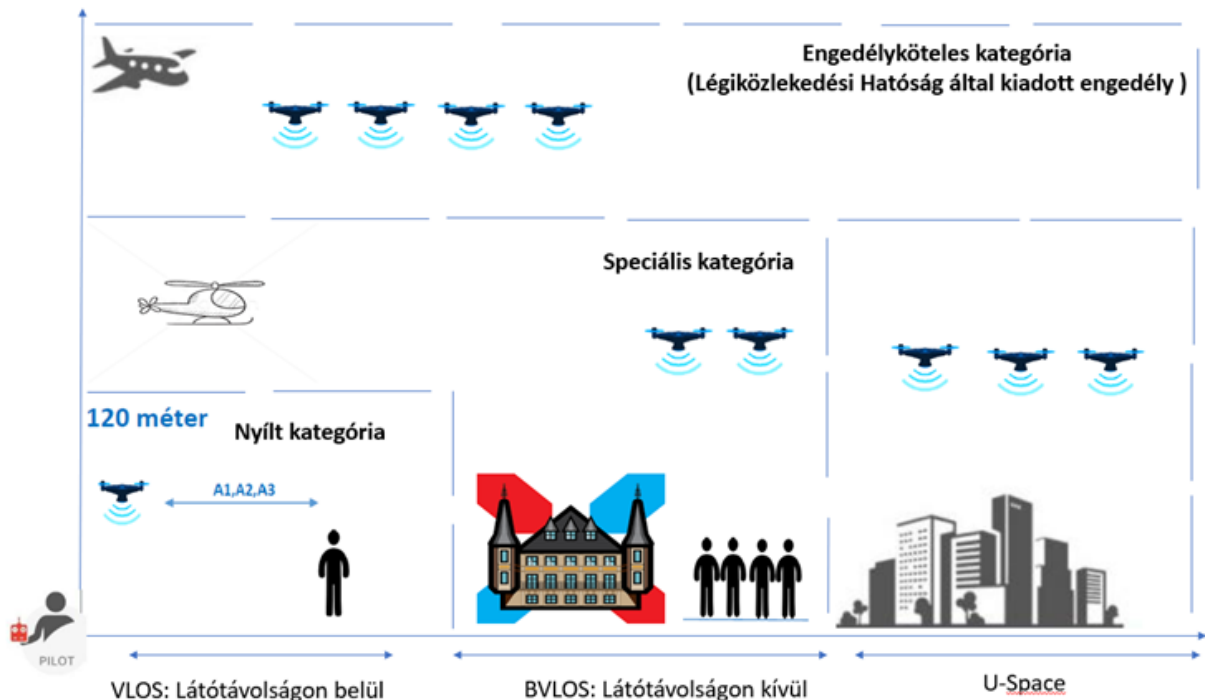 Engedélyköteles kategória
(Légiközlekedési Hatóság által kiadott engedély )
Speciális kategória
120 méter
Nyílt kategória
A1,A2,A3
PILOT
VLOS: Látótávolságon belül
BVLOS: Látótávolságon kívül
U-Space